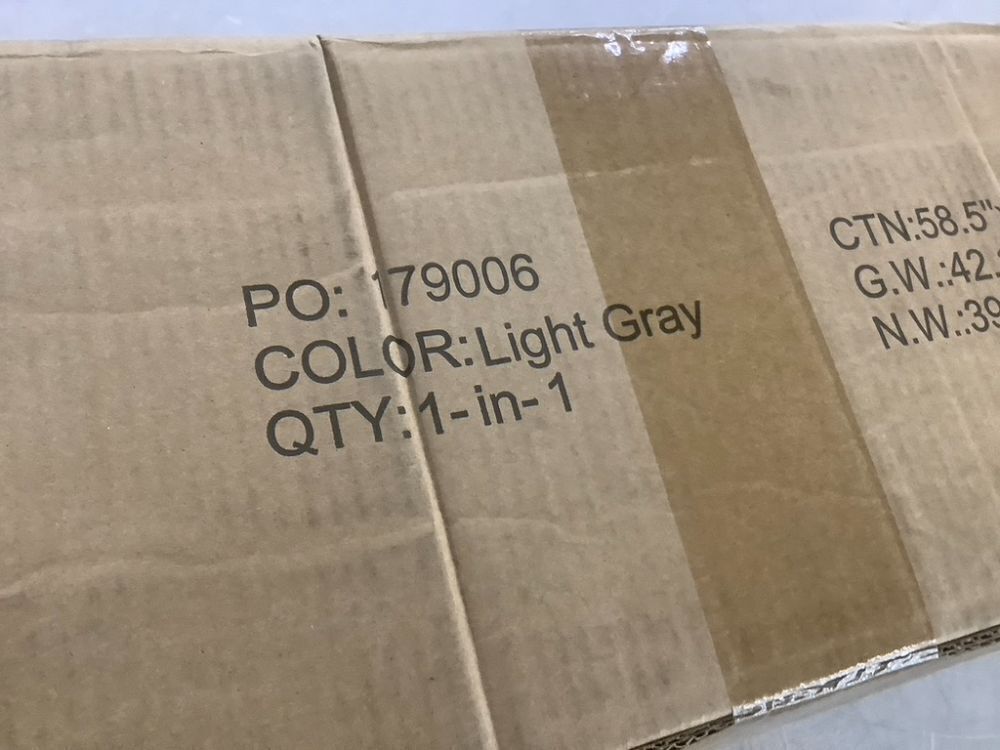 PO: 179006
COLOR:Light Gray
QTY:1-in-1
CTN:58.5"
G.W.:42.
N.W.:39